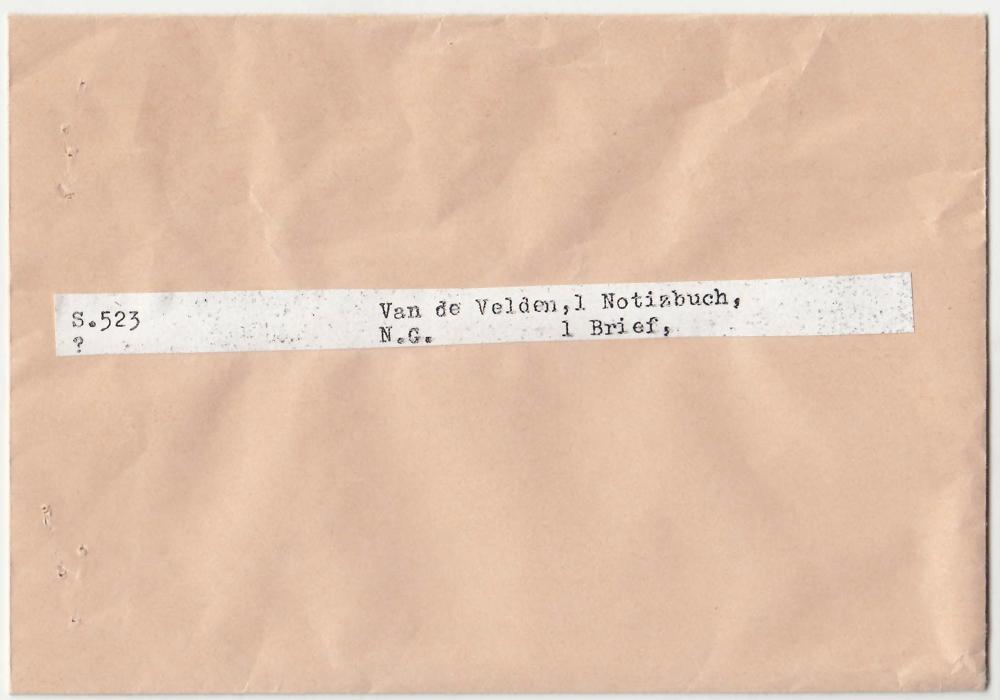 S.523 Van de Velden,1 Notizbuch,
? N.G. 1 Brief,